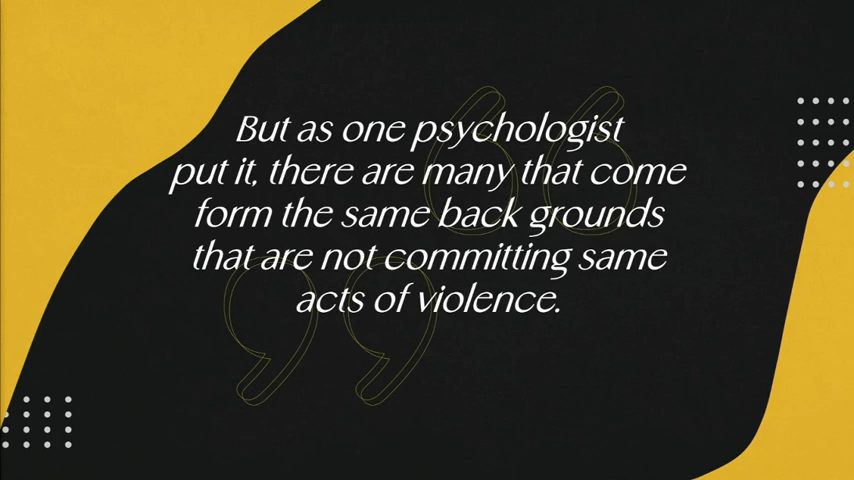 But as one psychologist
put it, there are many that come
form the same back grounds
that are not committing same
acts of violence.